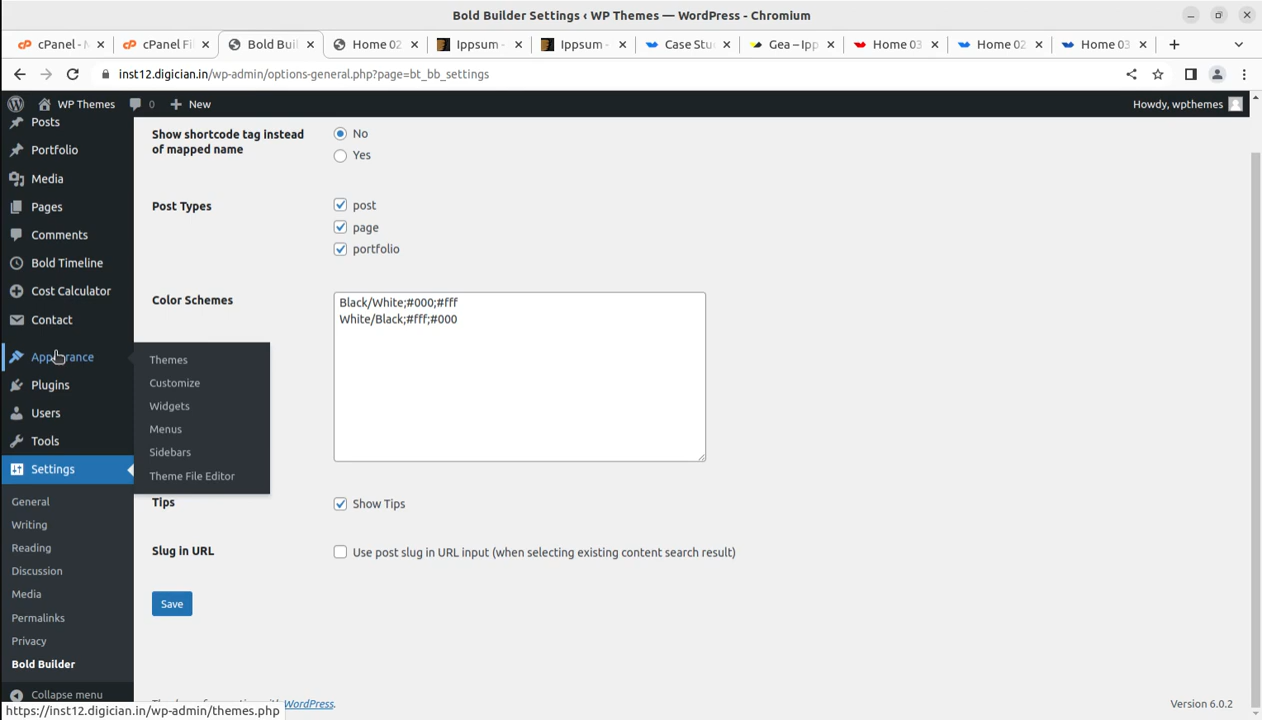 Bold Builder Settings ‹ WP Themes — WordPress - Chromium
cPanel - M
cPanel Fi
Bold Buil
Home 02
Ippsum -
Ippsum -
Case Stu
Gea – Ipp
Home 03
Home 02
Home 03
inst12.digician.in/wp-admin/options-general.php?page=bt_bb_settings
WP Themes
0
New
Howdy, wpthemes
Posts
Portfolio
Media
Pages
Comments
Bold Timeline
Cost Calculator
Contact
Appearance
Plugins
Users
Tools
Settings
General
Writing
Reading
Discussion
Media
Permalinks
Privacy
Bold Builder
Collapse menu
Themes
Customize
Widgets
Menus
Sidebars
Theme File Editor
Show shortcode tag instead
of mapped name
No
Yes
Post Types
post
page
portfolio
Color Schemes
Black/White;#000;#fff
White/Black;#fff;#000
Tips
Show Tips
Slug in URL
Use post slug in URL input (when selecting existing content search result)
Save
WordPress.
Version 6.0.2
https://inst12.digician.in/wp-admin/themes.php